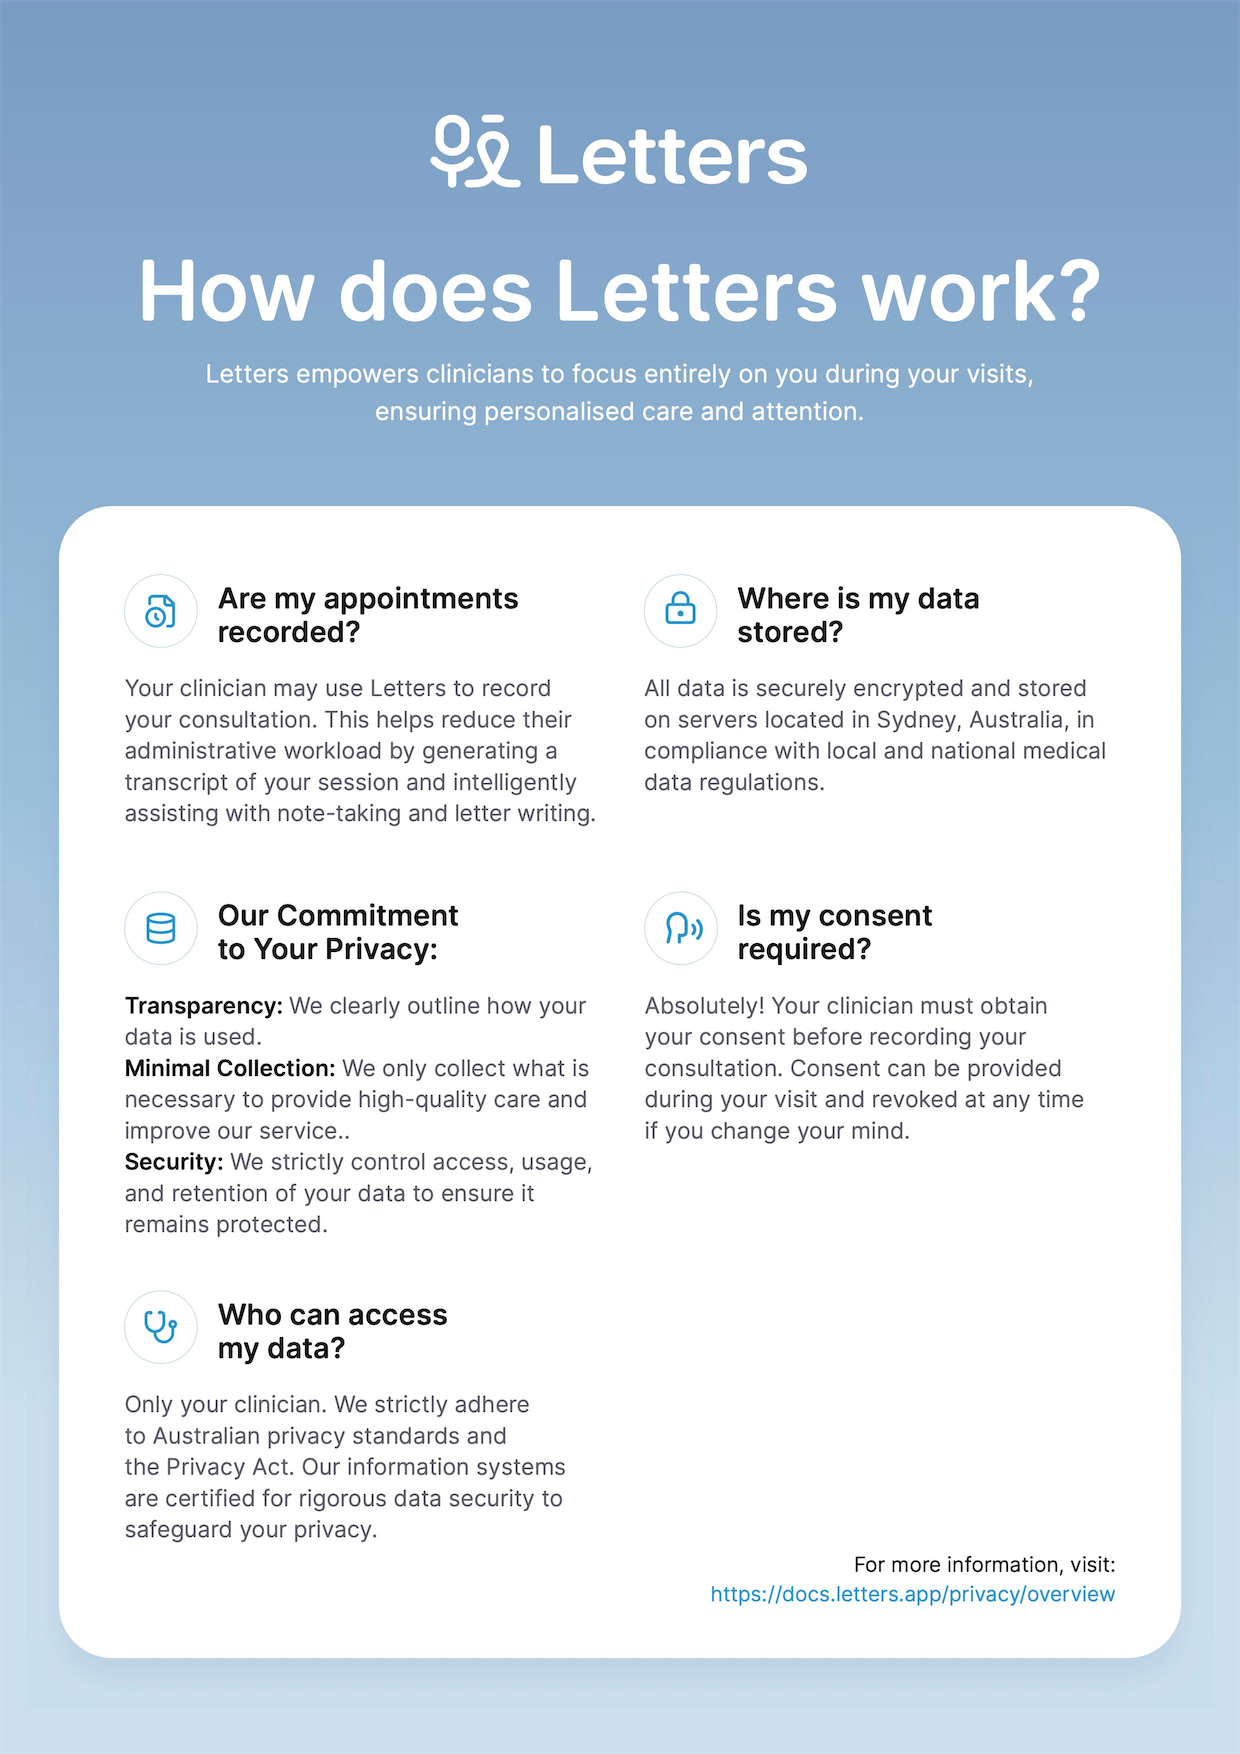 Letters
How does Letters work?
Letters empowers clinicians to focus entirely on you during your visits,
ensuring personalised care and attention.
Are my appointments
recorded?
Your clinician may use Letters to record
your consultation. This helps reduce their
administrative workload by generating a
transcript of your session and intelligently
assisting with note-taking and letter writing.
Where is my data
stored?
All data is securely encrypted and stored
on servers located in Sydney, Australia, in
compliance with local and national medical
data regulations.
Our Commitment
to Your Privacy:
Transparency: We clearly outline how your
data is used.
Minimal Collection: We only collect what is
necessary to provide high-quality care and
improve our service..
Security: We strictly control access, usage,
and retention of your data to ensure it
remains protected.
Is my consent
required?
Absolutely! Your clinician must obtain
your consent before recording your
consultation. Consent can be provided
during your visit and revoked at any time
if you change your mind.
Who can access
my data?
Only your clinician. We strictly adhere
to Australian privacy standards and
the Privacy Act. Our information systems
are certified for rigorous data security to
safeguard your privacy.
For more information, visit:
https://docs.letters.app/privacy/overview